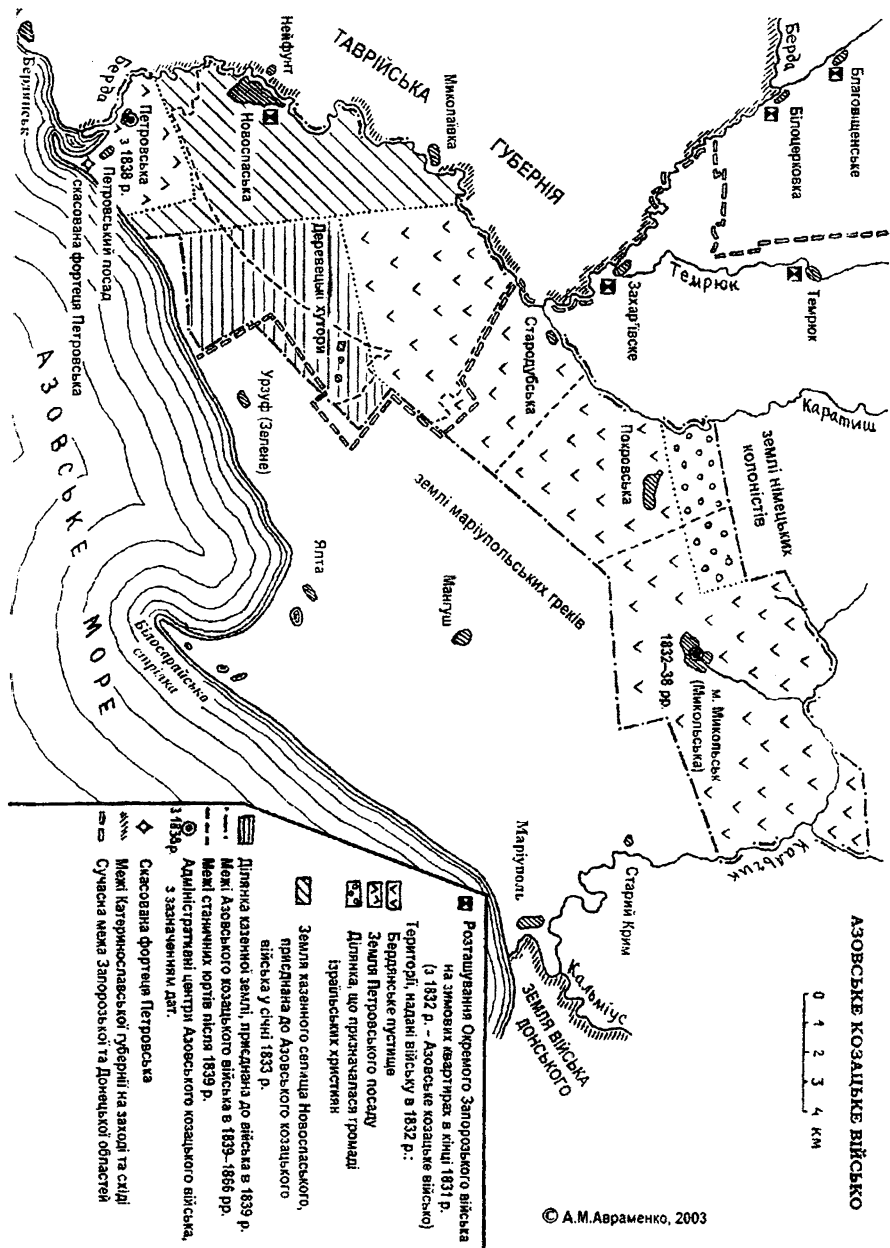 АЗОВСЬКЕ КОЗАЦЬКЕ ВІЙСЬКО
0 1 2 3 4 КМ
Благовіщенське
Берда
Білоцерковка
Темрюк
Темрюк
Захар'ївске
Каратиш
ТАВРІЙСЬКА
ГУБЕРНІЯ
Миколаївка
Нейфунт
Новоспаська
Берда
Бердянськ
Петровська
з 1838 р.
Петровський посад
скасована фортеця Петровська
Деревецькі хутори
Стародубська
Покровська
землі німецьких
колоністів
землі маріупольських греків
Урзуф (Зелене)
Ялта
Мангуш
м. Микольськ
(Микольська)
1832–38 рр.
Кальчик
Старий Крим
Маріуполь
Кальміус
ЗЕМЛЯ ВІЙСЬКА
ДОНСЬКОГО
Білосарайська
стрілка
АЗОВСЬКЕ
МОРЕ
Розташування Окремого Запорозького війська
на зимових квартирах в кінці 1831 р.
(з 1832 р. – Азовське козацьке військо)
Території, надані війську в 1832 р.:
Бердянське пустище
Земля Петровського посаду
Ділянка, що призначалася громаді
ізраїльських християн
Земля казенного селища Новоспаського,
приєднана до Азовського козацького
війська у січні 1833 р.
Ділянка казенної землі, приєднана до війська в 1839 р.
Межі Азовського козацького війська в 1839–1866 рр.
Межі станичних юртів після 1839 р.
з 1838р. Адміністративні центри Азовського козацького війська,
з зазначенням дат.
Скасована фортеця Петровська
Межі Катеринославської губернії на заході та сході
Сучасна межа Запорозької та Донецької областей
© А.М.Авраменко, 2003